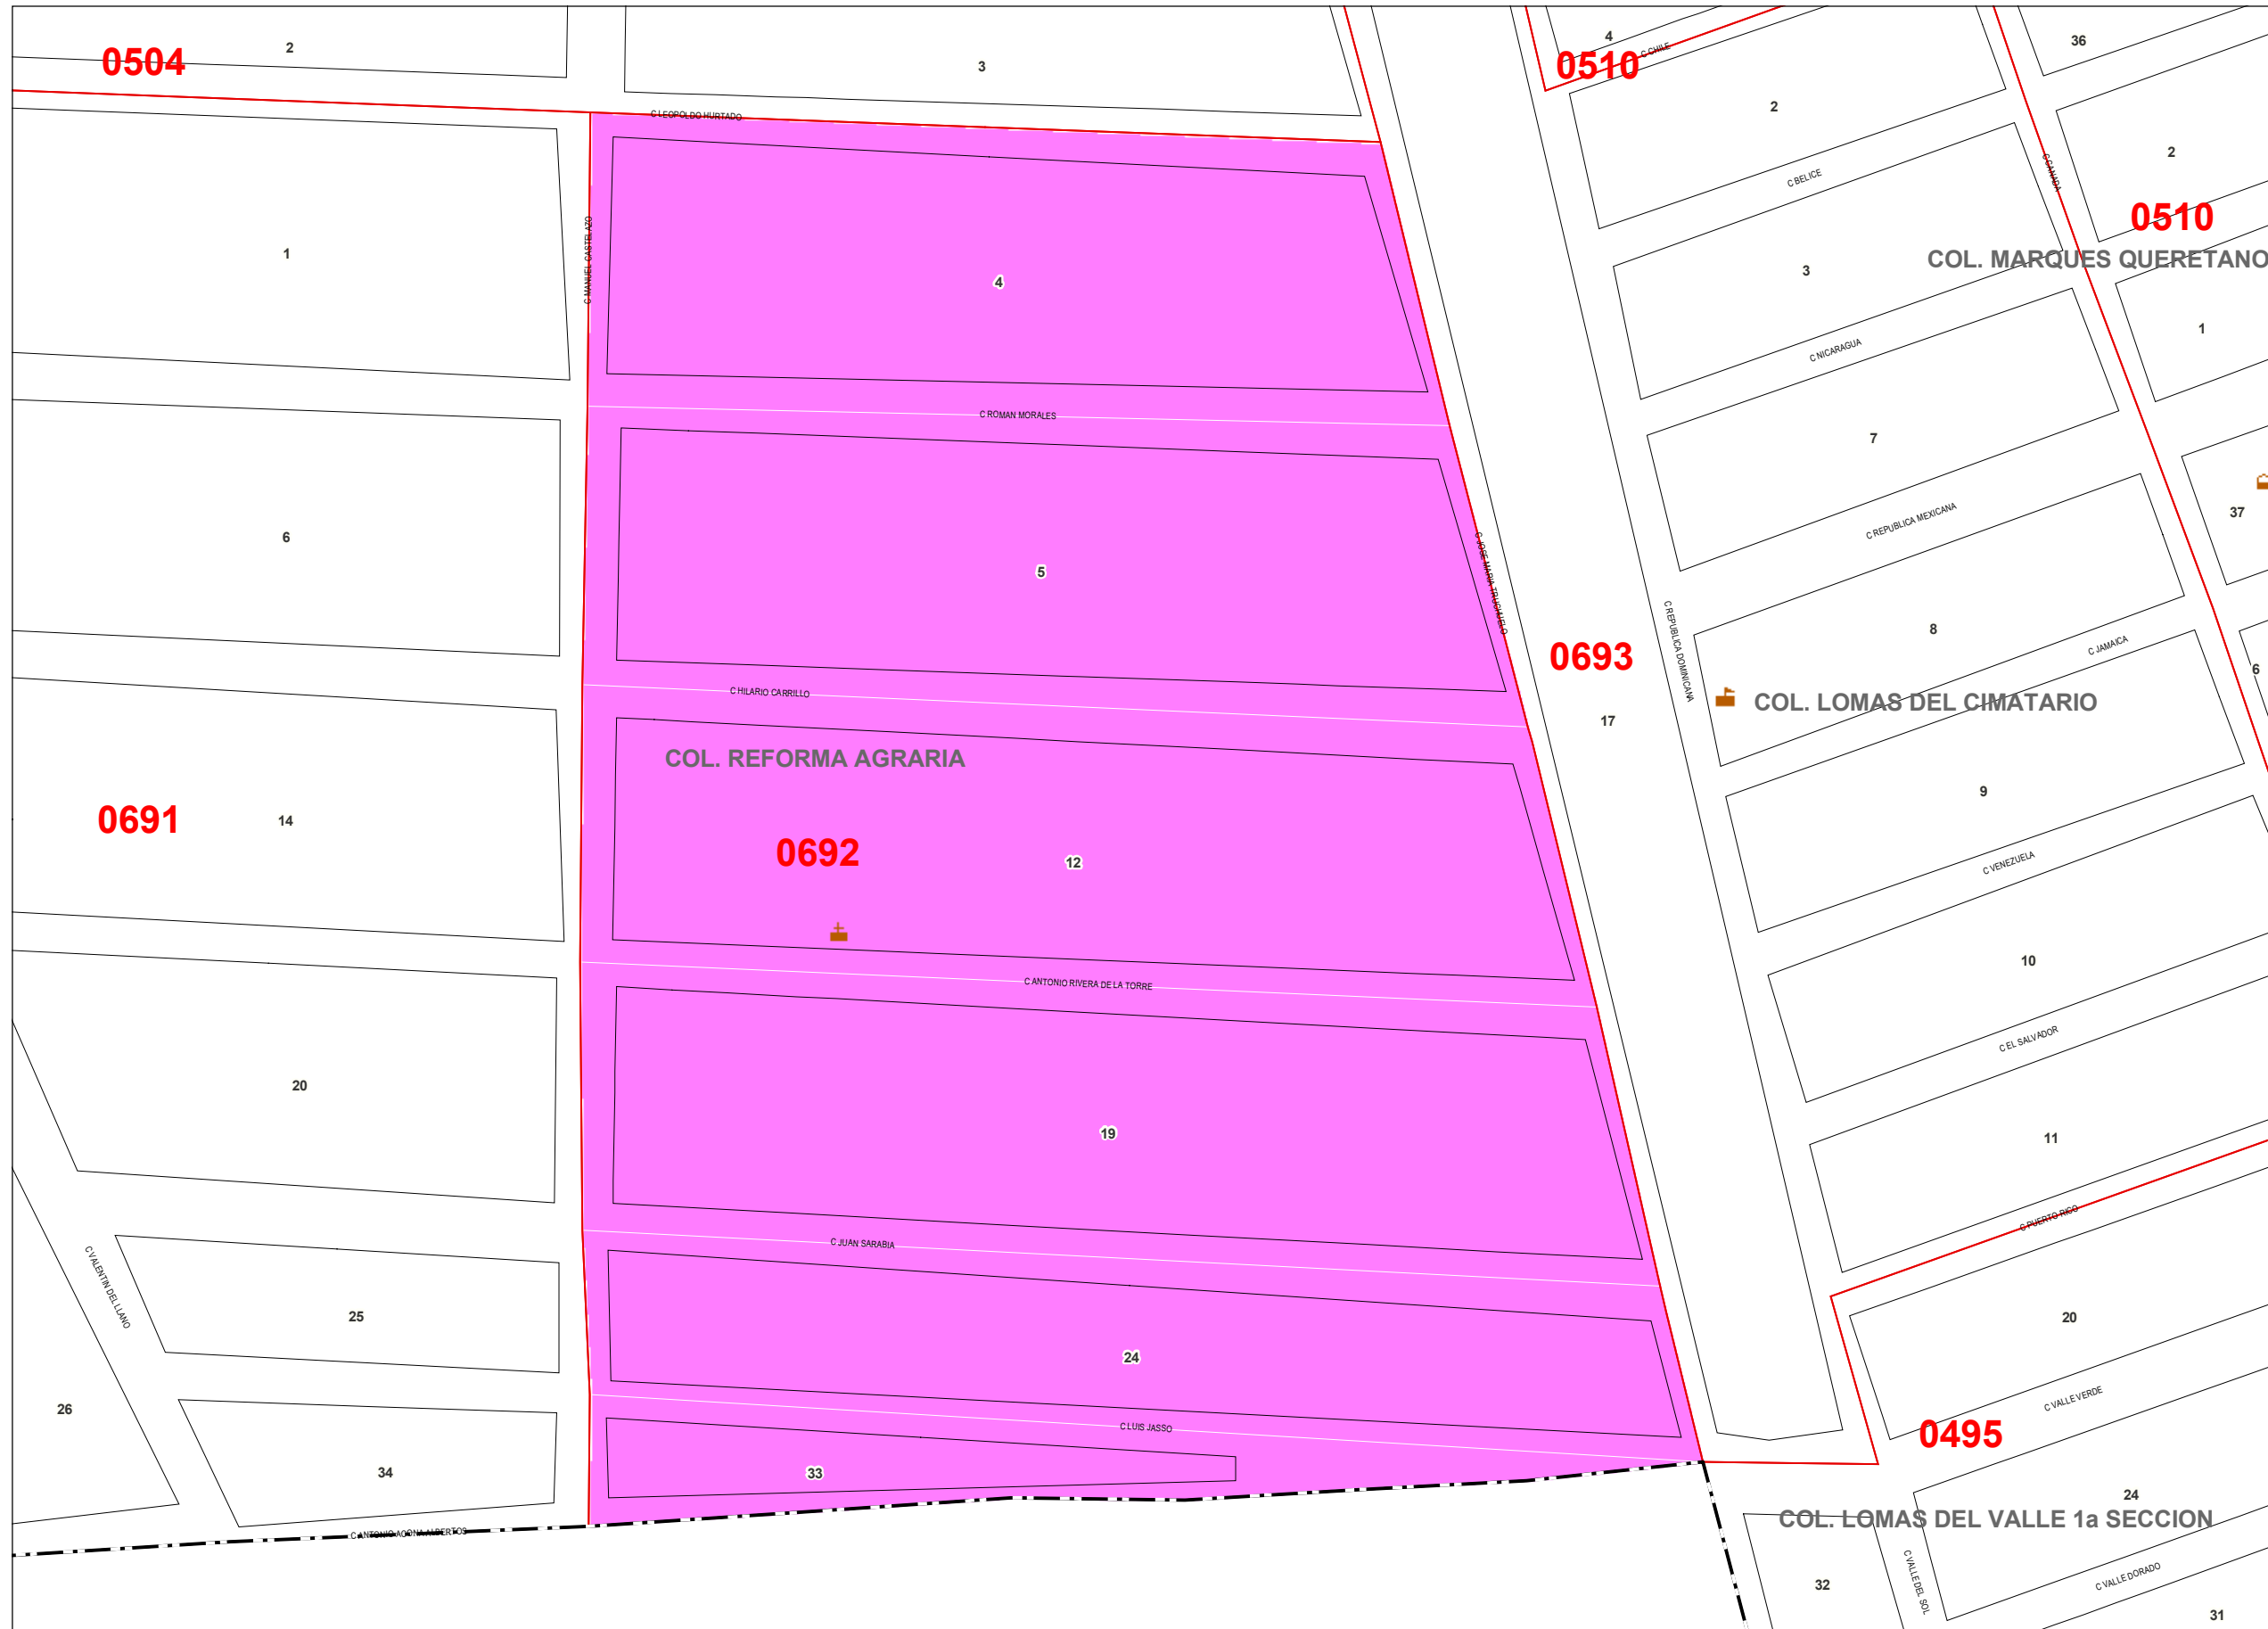 2
0504
3
4
C CHILE
0510
36
2
C LEOPOLDO HURTADO
2
C CANADA
C BELICE
0510
COL. MARQUES QUERETANO
1
C MANUEL CASTELAZO
4
3
1
C NICARAGUA
C ROMAN MORALES
7
37
C REPUBLICA MEXICANA
6
5
C JOSE MARIA TRUCHUELO
8
C JAMAICA
0693
C REPUBLICA DOMINICANA
6
C HILARIO CARRILLO
COL. LOMAS DEL CIMATARIO
17
COL. REFORMA AGRARIA
9
0691
14
0692
12
C VENEZUELA
10
C ANTONIO RIVERA DE LA TORRE
C EL SALVADOR
20
19
11
C PUERTO RICO
C JUAN SARABIA
C VALENTIN DEL LLANO
25
20
24
C VALLE VERDE
26
C LUIS JASSO
0495
34
33
24
C ANTONIO ACONA ALBERTOS
COL. LOMAS DEL VALLE 1a SECCION
C VALLE DEL SOL
C VALLE DORADO
32
31